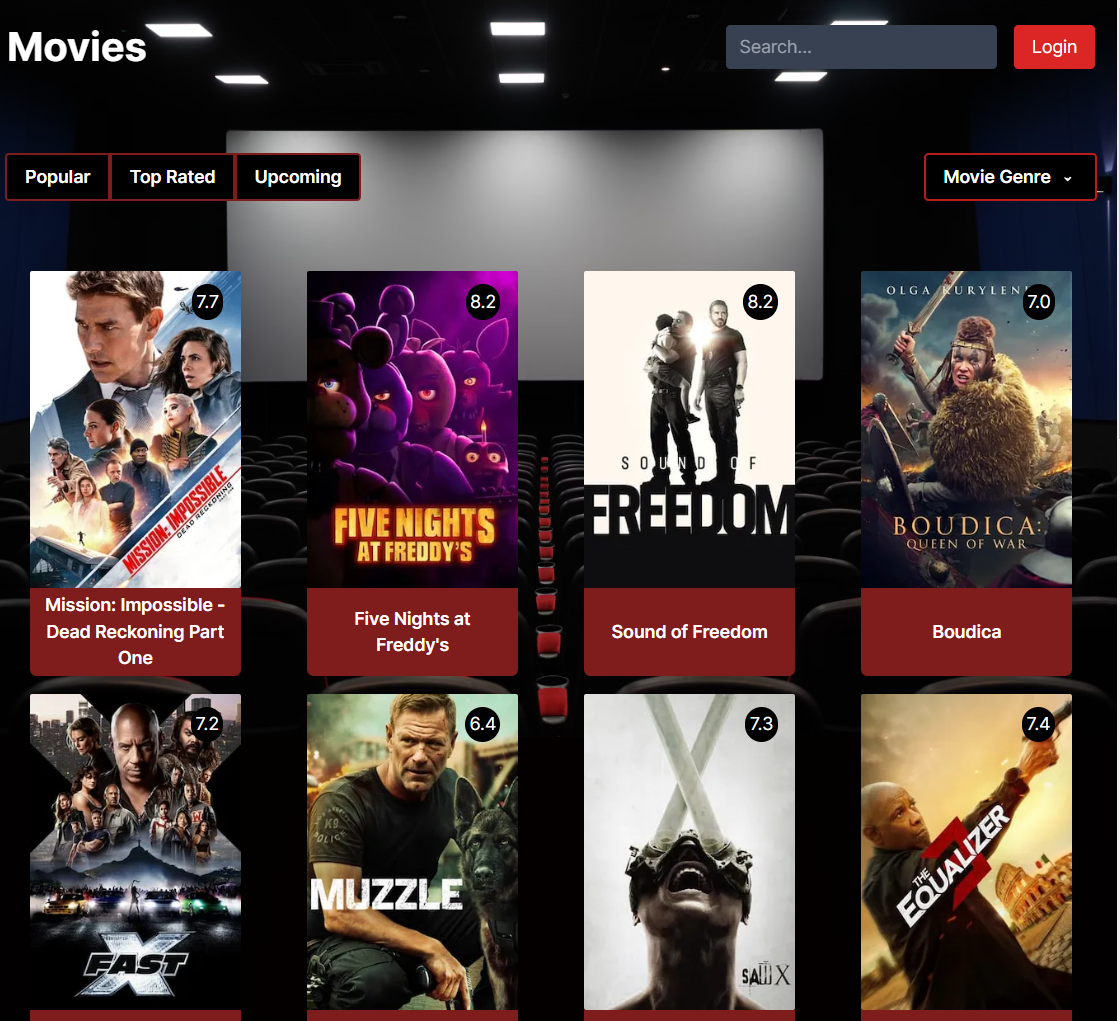 Movies
Search...
Login
Popular
Top Rated
Upcoming
Movie Genre
7.7
MISSION: IMPOSSIBLE
DEAD RECKONING
8.2
FIVE NIGHTS
AT FREDDY'S
8.2
SOUND OF
FREEDOM
OLGA KURYLEN
7.0
BOUDICA:
QUEEN OF WAR
Mission: Impossible -
Dead Reckoning Part
One
Five Nights at
Freddy's
Sound of Freedom
Boudica
7.2
FAST
X
6.4
K9
MUZZLE
7.3
SAW X
7.4
THE
EQUALIZER
3